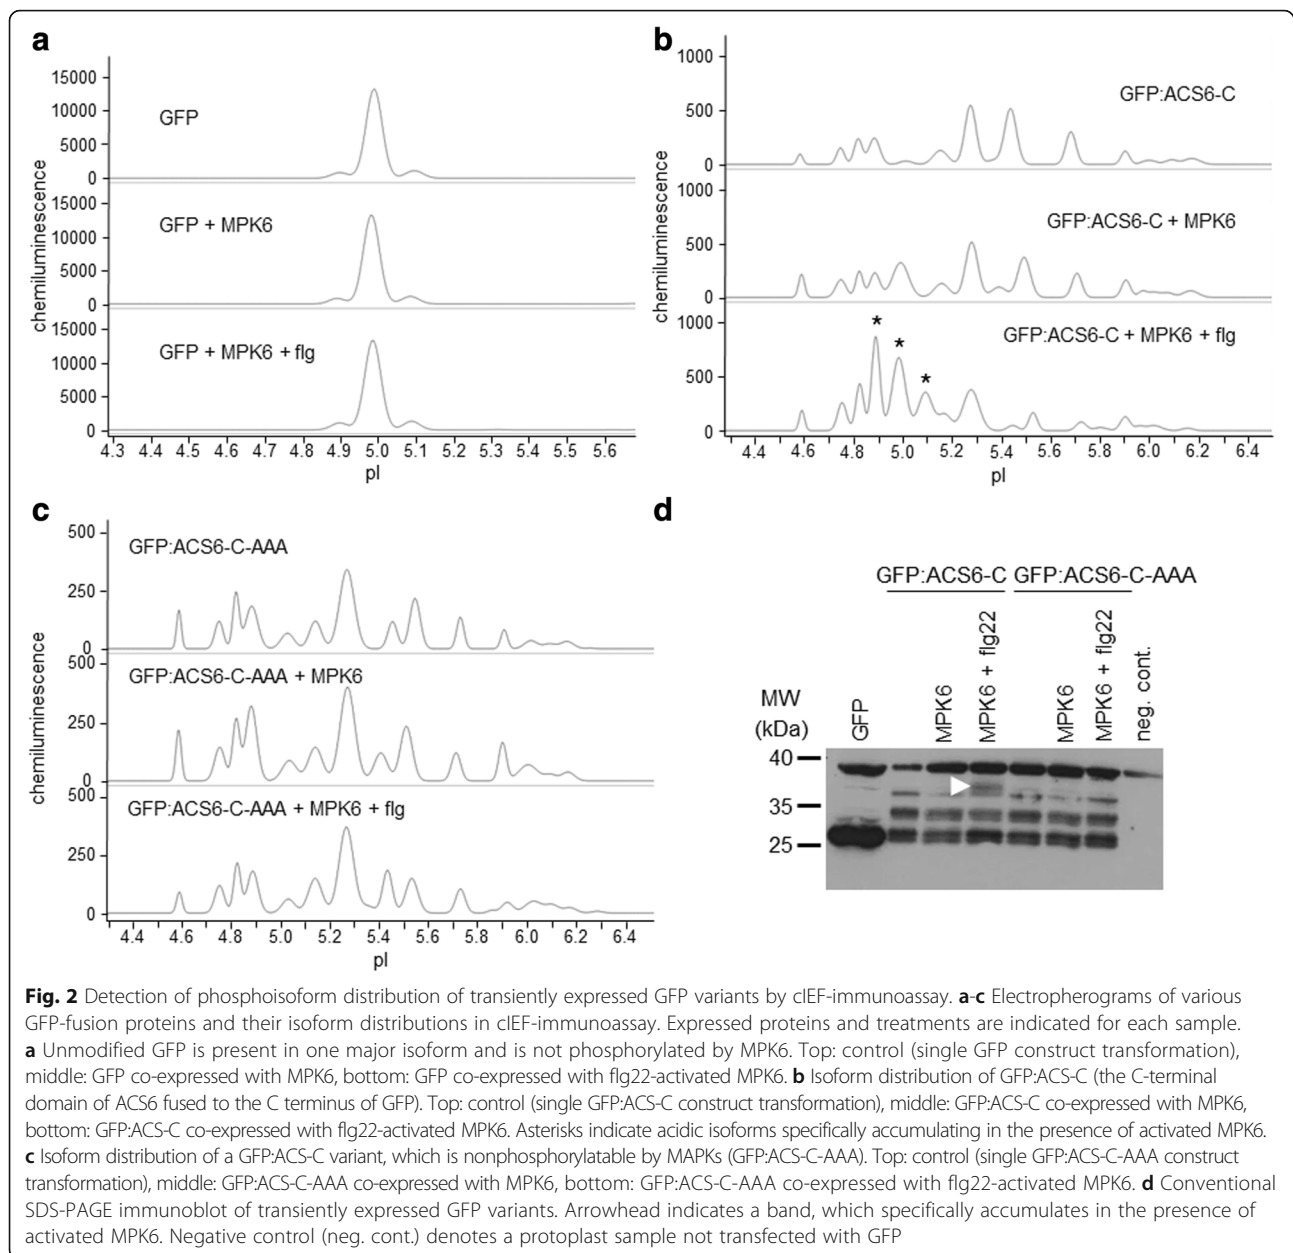 a
15000
10000
5000
0
GFP
15000
10000
5000
0
GFP + MPK6
15000
10000
5000
0
GFP + MPK6 + flg
chemiluminescence
chemiluminescence
4.3 4.4 4.5 4.6 4.7 4.8 4.9 5.0 5.1 5.2 5.3 5.4 5.5 5.6
pI
b
1000
500
0
GFP:ACS6-C
1000
500
0
GFP:ACS6-C + MPK6
1000
500
0
GFP:ACS6-C + MPK6 + flg
* * *
chemiluminescence
4.4 4.6 4.8 5.0 5.2 5.4 5.6 5.8 6.0 6.2 6.4
pI
c
500
250
0
GFP:ACS6-C-AAA
500
250
0
GFP:ACS6-C-AAA + MPK6
500
250
0
GFP:ACS6-C-AAA + MPK6 + flg
4.4 4.6 4.8 5.0 5.2 5.4 5.6 5.8 6.0 6.2 6.4
pI
d
GFP:ACS6-C GFP:ACS6-C-AAA
MW
(kDa)
GFP
MPK6
MPK6 + flg22
MPK6
MPK6 + flg22
neg. cont.
40
35
25
Fig. 2 Detection of phosphoisoform distribution of transiently expressed GFP variants by cIEF-immunoassay. a-c Electropherograms of various
GFP-fusion proteins and their isoform distributions in cIEF-immunoassay. Expressed proteins and treatments are indicated for each sample.
a Unmodified GFP is present in one major isoform and is not phosphorylated by MPK6. Top: control (single GFP construct transformation),
middle: GFP co-expressed with MPK6, bottom: GFP co-expressed with flg22-activated MPK6. b Isoform distribution of GFP:ACS-C (the C-terminal
domain of ACS6 fused to the C terminus of GFP). Top: control (single GFP:ACS-C construct transformation), middle: GFP:ACS-C co-expressed with MPK6,
bottom: GFP:ACS-C co-expressed with flg22-activated MPK6. Asterisks indicate acidic isoforms specifically accumulating in the presence of activated MPK6.
c Isoform distribution of a GFP:ACS-C variant, which is nonphosphorylatable by MAPKs (GFP:ACS-C-AAA). Top: control (single GFP:ACS-C-AAA construct
transformation), middle: GFP:ACS-C-AAA co-expressed with MPK6, bottom: GFP:ACS-C-AAA co-expressed with flg22-activated MPK6. d Conventional
SDS-PAGE immunoblot of transiently expressed GFP variants. Arrowhead indicates a band, which specifically accumulates in the presence of
activated MPK6. Negative control (neg. cont.) denotes a protoplast sample not transfected with GFP